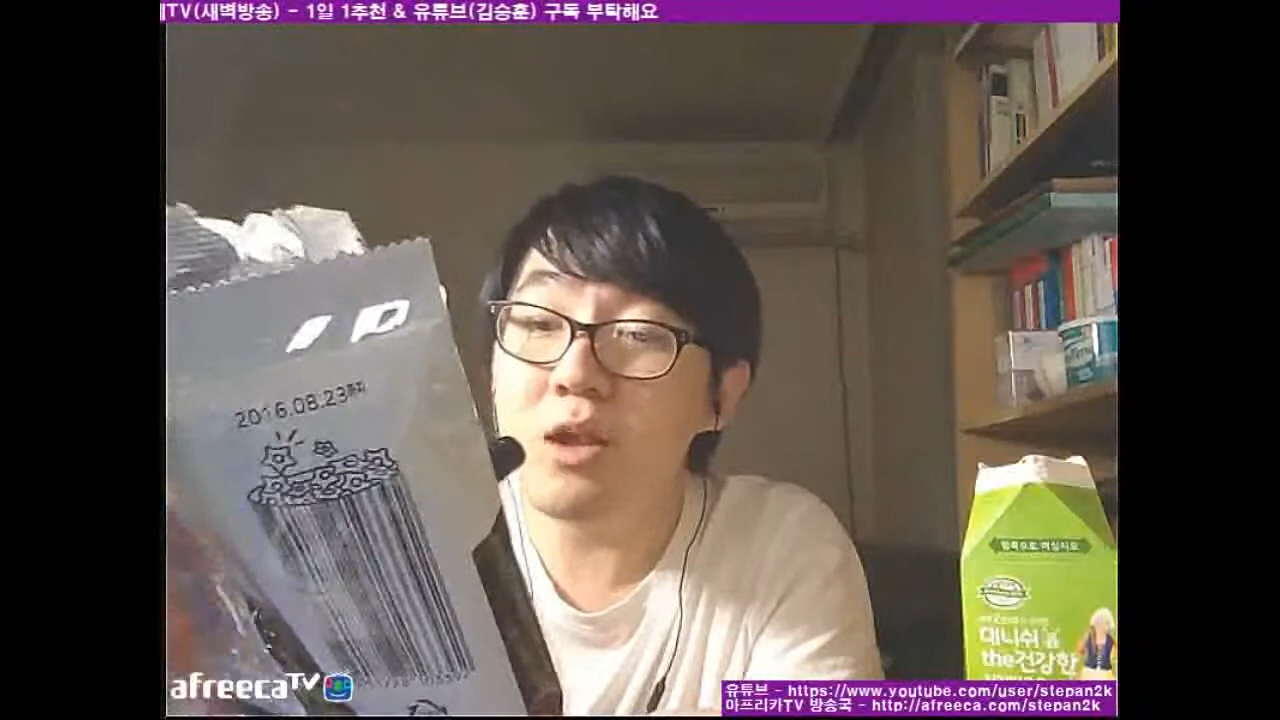 TV(새벽방송) - 1일 1추천 & 유튜브(김승훈) 구독 부탁해요
2016.08.23까지
대니쉬
the건강한
afreecaTV
유튜브 - https://www.youtube.com/user/stepan2k
아프리카TV 방송국 - http://afreeca.com/stepan2k